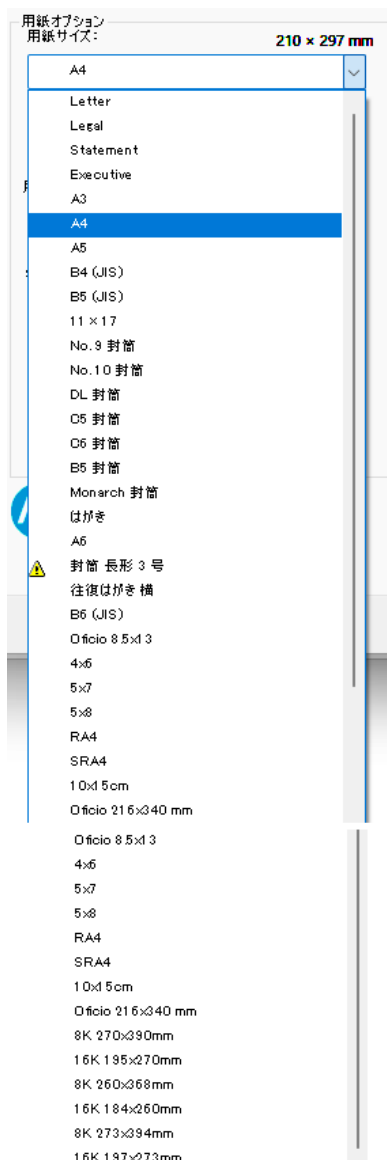 用紙オプション
用紙サイズ:
210 × 297 mm
A4
Letter
Legal
Statement
Executive
A3
A4
A5
B4 (JIS)
B5 (JIS)
11 × 17
No.9 封筒
No.10 封筒
DL 封筒
C5 封筒
C6 封筒
B5 封筒
Monarch 封筒
はがき
A6
封筒 長形 3 号
往復はがき 横
B6 (JIS)
Oficio 8.5x13
4x6
5x7
5x8
RA4
SRA4
10x15cm
Oficio 216x340 mm
Oficio 8.5x13
4x6
5x7
5x8
RA4
SRA4
10x15cm
Oficio 216x340 mm
8K 270x390mm
16K 195x270mm
8K 260x368mm
16K 184x260mm
8K 273x394mm
16K 197x273mm